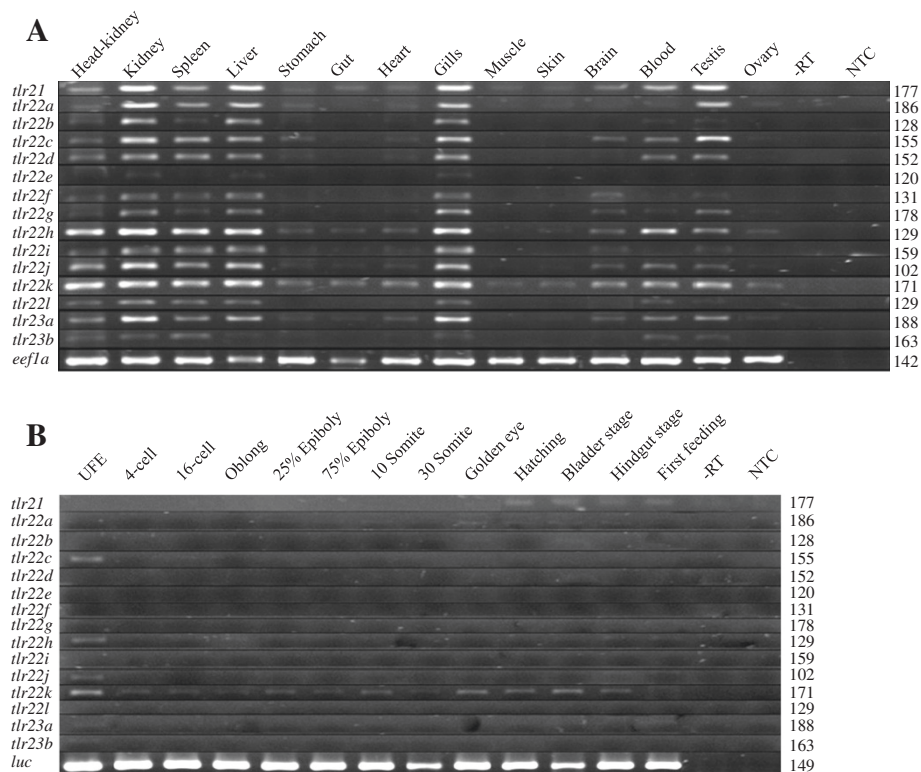 A
Head-kidney Kidney Spleen Liver Stomach Gut Heart Gills Muscle Skin Brain Blood Testis Ovary -RT NTC
tlr21 177
tlr22a 186
tlr22b 128
tlr22c 155
tlr22d 152
tlr22e 120
tlr22f 131
tlr22g 178
tlr22h 129
tlr22i 159
tlr22j 102
tlr22k 171
tlr22l 129
tlr23a 188
tlr23b 163
eef1a 142
B
UFE 4-cell 16-cell Oblong 25% Epiboly 75% Epiboly 10 Somite 30 Somite Golden eye Hatching Bladder stage Hindgut stage First feeding -RT NTC
tlr21 177
tlr22a 186
tlr22b 128
tlr22c 155
tlr22d 152
tlr22e 120
tlr22f 131
tlr22g 178
tlr22h 129
tlr22i 159
tlr22j 102
tlr22k 171
tlr22l 129
tlr23a 188
tlr23b 163
luc 149